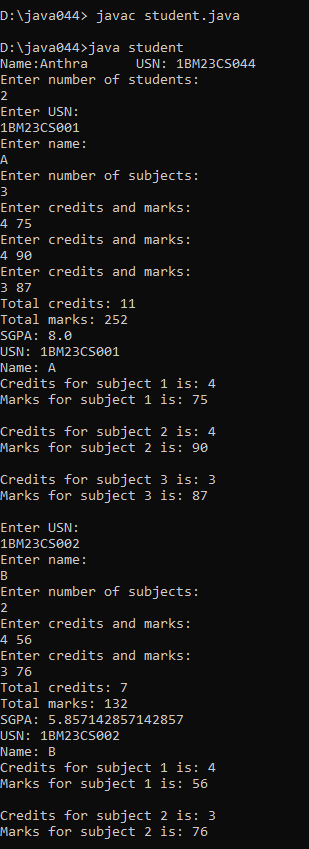 D:\java044> javac student.java
D:\java044>java student
Name:Anthra      USN: 1BM23CS044
Enter number of students:
2
Enter USN:
1BM23CS001
Enter name:
A
Enter number of subjects:
3
Enter credits and marks:
4 75
Enter credits and marks:
4 90
Enter credits and marks:
3 87
Total credits: 11
Total marks: 252
SGPA: 8.0
USN: 1BM23CS001
Name: A
Credits for subject 1 is: 4
Marks for subject 1 is: 75
Credits for subject 2 is: 4
Marks for subject 2 is: 90
Credits for subject 3 is: 3
Marks for subject 3 is: 87
Enter USN:
1BM23CS002
Enter name:
B
Enter number of subjects:
2
Enter credits and marks:
4 56
Enter credits and marks:
3 76
Total credits: 7
Total marks: 132
SGPA: 5.857142857142857
USN: 1BM23CS002
Name: B
Credits for subject 1 is: 4
Marks for subject 1 is: 56
Credits for subject 2 is: 3
Marks for subject 2 is: 76